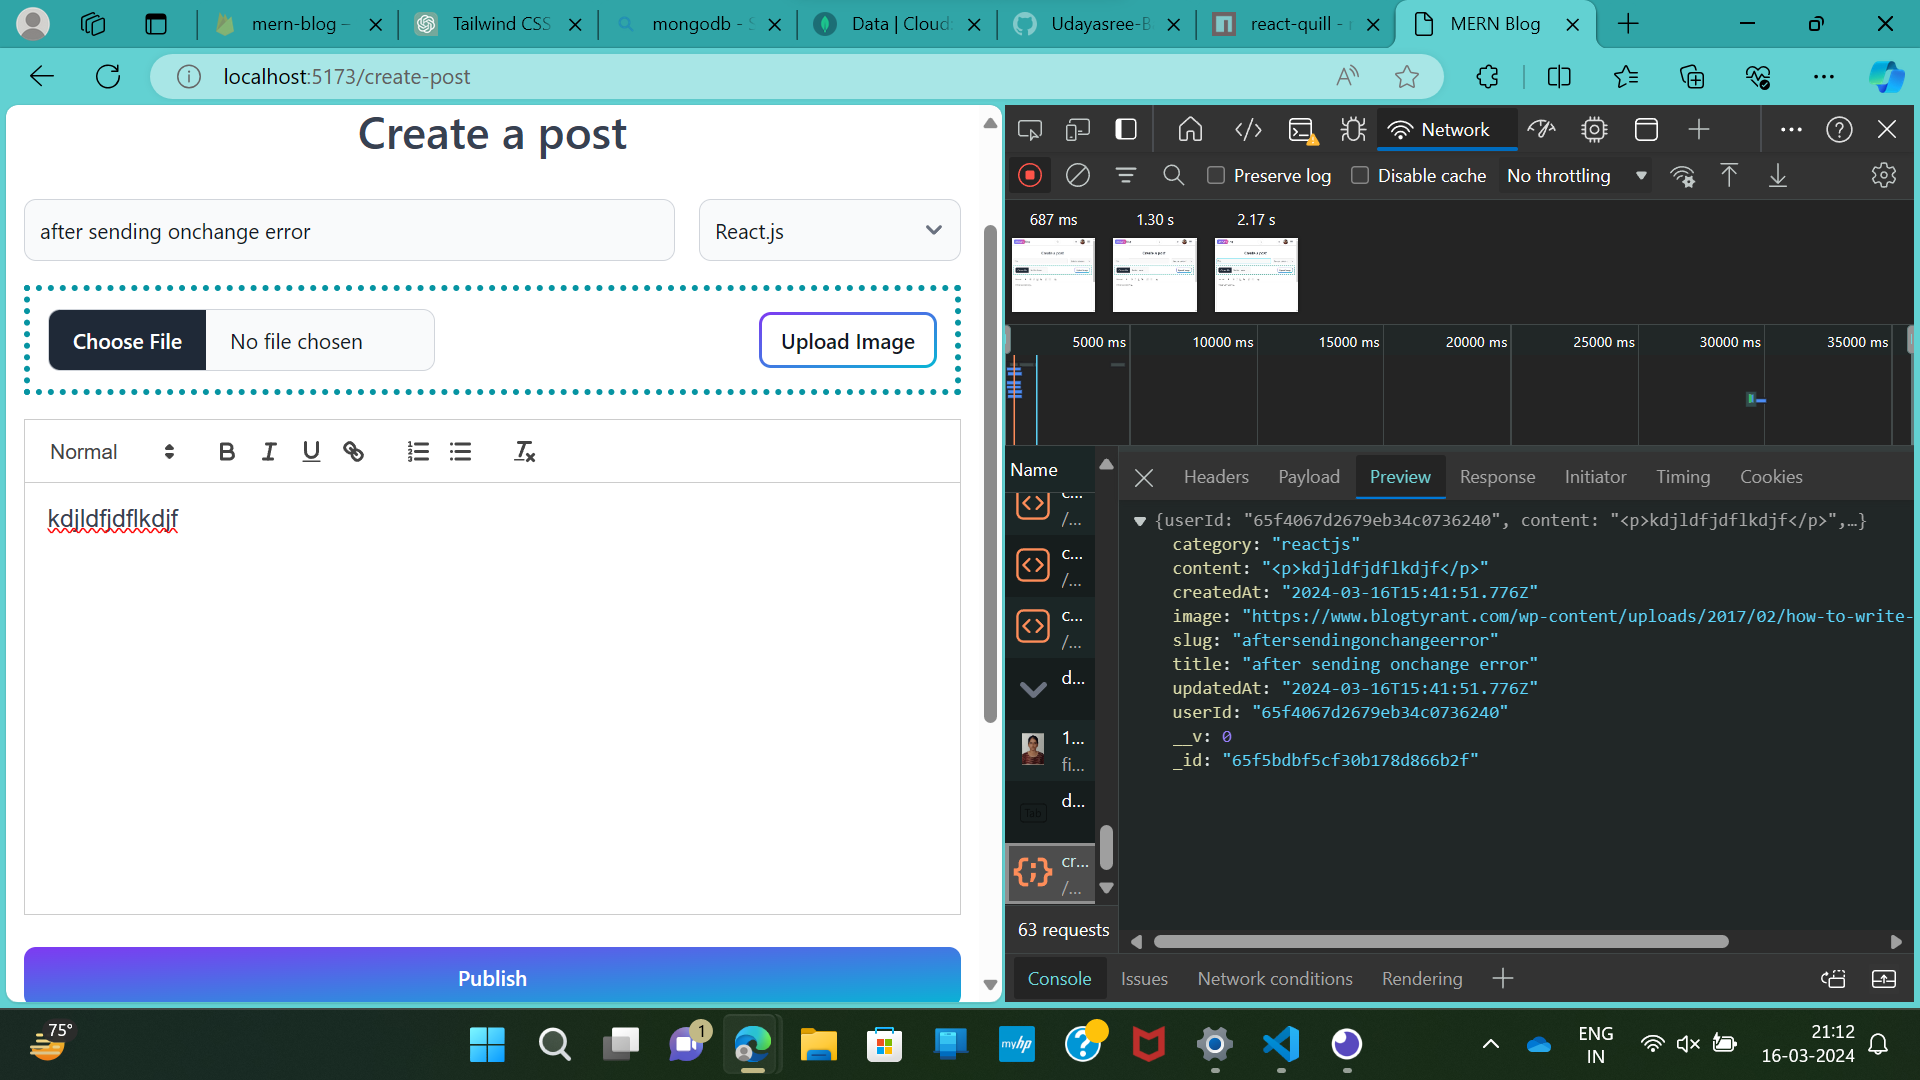 mern-blog –
Tailwind CSS
mongodb - S
Data | Cloud
Udayasree-B
react-quill - r
MERN Blog
localhost:5173/create-post
Create a post
after sending onchange error
React.js
Choose File
No file chosen
Upload Image
Normal
kdjldfjdflkdjf
Publish
Network
Preserve log
Disable cache
No throttling
687 ms
1.30 s
2.17 s
5000 ms
10000 ms
15000 ms
20000 ms
25000 ms
30000 ms
35000 ms
Name
c...
/...
c...
/...
c...
/...
d...
1...
fi...
d...
Tab
cr...
/...
63 requests
Headers
Payload
Preview
Response
Initiator
Timing
Cookies
{userId: "65f4067d2679eb34c0736240", content: "<p>kdjldfjdflkdjf</p>",…}
category: "reactjs"
content: "<p>kdjldfjdflkdjf</p>"
createdAt: "2024-03-16T15:41:51.776Z"
image: "https://www.blogtyrant.com/wp-content/uploads/2017/02/how-to-write-
slug: "aftersendingonchangeerror"
title: "after sending onchange error"
updatedAt: "2024-03-16T15:41:51.776Z"
userId: "65f4067d2679eb34c0736240"
__v: 0
_id: "65f5bdbf5cf30b178d866b2f"
Console
Issues
Network conditions
Rendering
75°
1
myhp
ENG
IN
21:12
16-03-2024